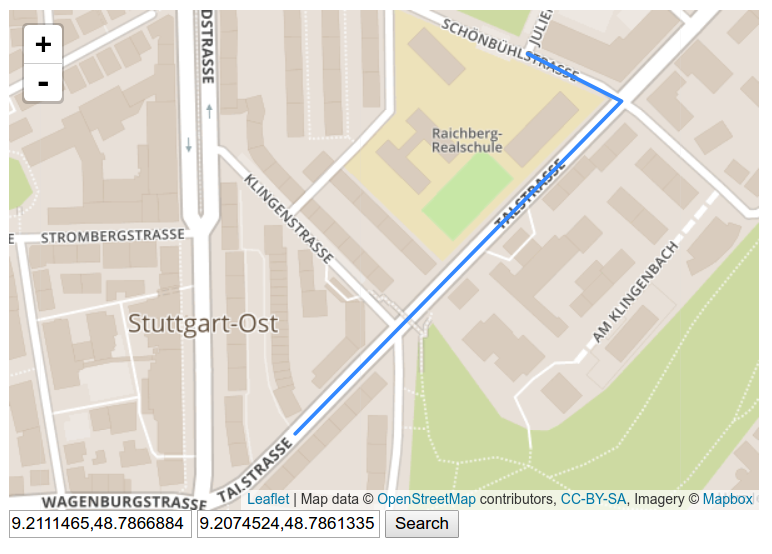 +
-
DSTRASSE
SCHÖNBÜHLSTRASSE
JULIE
Raichberg-
Realschule
TALSTRASSE
KLINGENSTRASSE
E
STROMBERGSTRASSE
AM KLINGENBACH
Stuttgart-Ost
TALSTRASSE
WAGENBURGSTRASSE
Leaflet | Map data © OpenStreetMap contributors, CC-BY-SA, Imagery © Mapbox
9.2111465,48.7866884 9.2074524,48.7861335 Search